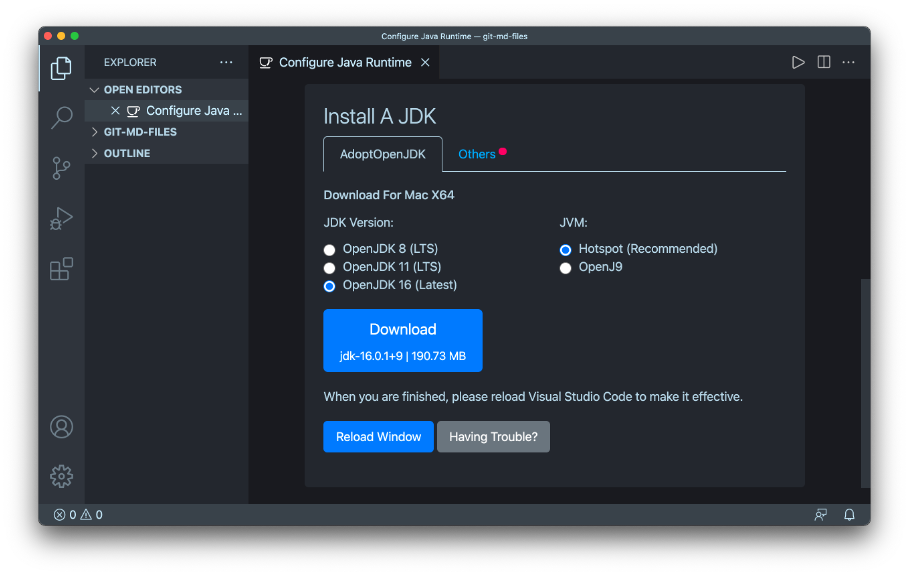 Configure Java Runtime — git-md-files
EXPLORER
Configure Java Runtime
OPEN EDITORS
Configure Java ...
GIT-MD-FILES
OUTLINE
Install A JDK
AdoptOpenJDK
Others
Download For Mac X64
JDK Version:
OpenJDK 8 (LTS)
OpenJDK 11 (LTS)
OpenJDK 16 (Latest)
JVM:
Hotspot (Recommended)
OpenJ9
Download
jdk-16.0.1+9 | 190.73 MB
When you are finished, please reload Visual Studio Code to make it effective.
Reload Window
Having Trouble?
0 0